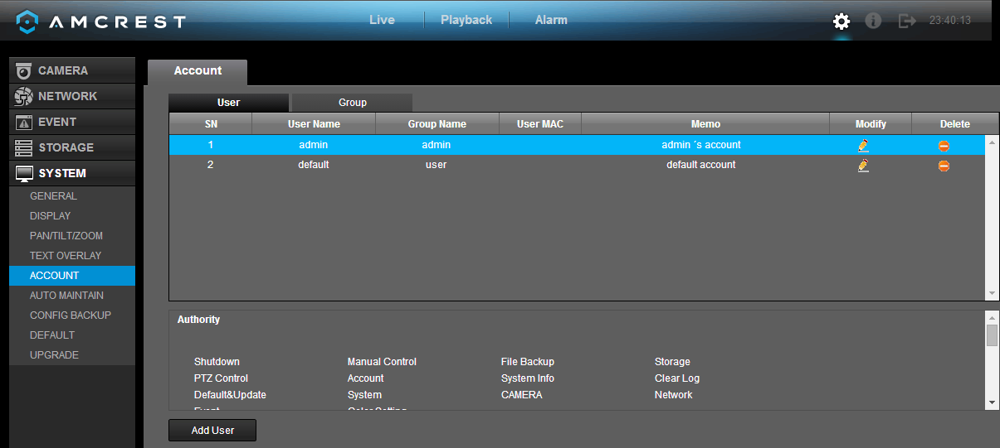 AMCREST Live Playback Alarm 23:40:13
CAMERA
NETWORK
EVENT
STORAGE
SYSTEM
GENERAL
DISPLAY
PAN/TILT/ZOOM
TEXT OVERLAY
ACCOUNT
AUTO MAINTAIN
CONFIG BACKUP
DEFAULT
UPGRADE
Account
User Group
SN User Name Group Name User MAC Memo Modify Delete
1 admin admin admin ´s account
2 default user default account
Authority
Shutdown Manual Control File Backup Storage
PTZ Control Account System Info Clear Log
Default&Update System CAMERA Network
Event Color Setting
Add User